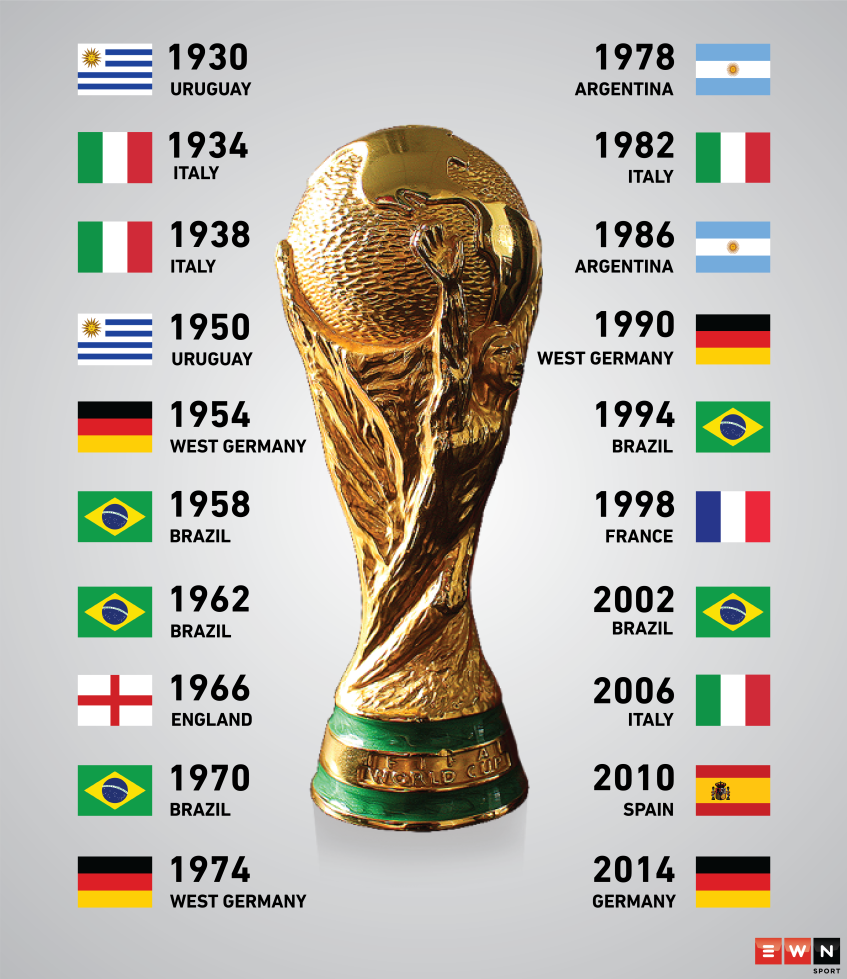 1930
URUGUAY
1934
ITALY
1938
ITALY
1950
URUGUAY
1954
WEST GERMANY
1958
BRAZIL
1962
BRAZIL
1966
ENGLAND
1970
BRAZIL
1974
WEST GERMANY
1978
ARGENTINA
1982
ITALY
1986
ARGENTINA
1990
WEST GERMANY
1994
BRAZIL
1998
FRANCE
2002
BRAZIL
2006
ITALY
2010
SPAIN
2014
GERMANY
FIFA
WORLD CUP
EWN
SPORT